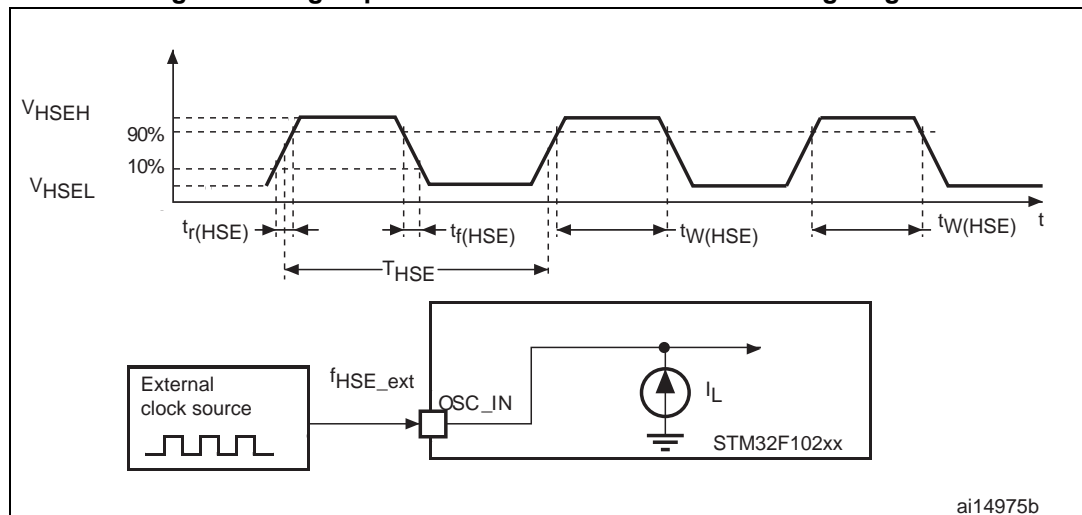 VHSEH
90%
10%
VHSEL
tr(HSE)
tf(HSE)
tW(HSE)
tW(HSE)
t
THSE
External
clock source
fHSE_ext
OSC_IN
IL
STM32F102xx
ai14975b